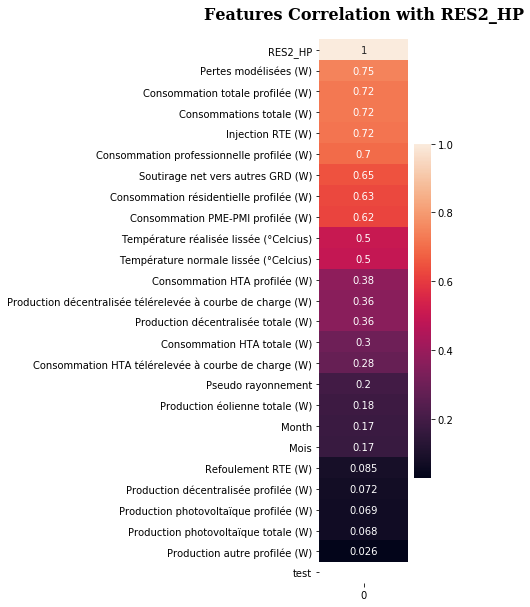 Features Correlation with RES2_HP
RES2_HP 1
Pertes modélisées (W) 0.75
Consommation totale profilée (W) 0.72
Consommations totale (W) 0.72
Injection RTE (W) 0.72
Consommation professionnelle profilée (W) 0.7
Soutirage net vers autres GRD (W) 0.65
Consommation résidentielle profilée (W) 0.63
Consommation PME-PMI profilée (W) 0.62
Température réalisée lissée (°Celcius) 0.5
Température normale lissée (°Celcius) 0.5
Consommation HTA profilée (W) 0.38
Production décentralisée télérelevée à courbe de charge (W) 0.36
Production décentralisée totale (W) 0.36
Consommation HTA totale (W) 0.3
Consommation HTA télérelevée à courbe de charge (W) 0.28
Pseudo rayonnement 0.2
Production éolienne totale (W) 0.18
Month 0.17
Mois 0.17
Refoulement RTE (W) 0.085
Production décentralisée profilée (W) 0.072
Production photovoltaïque profilée (W) 0.069
Production photovoltaïque totale (W) 0.068
Production autre profilée (W) 0.026
test
0
1.0
0.8
0.6
0.4
0.2